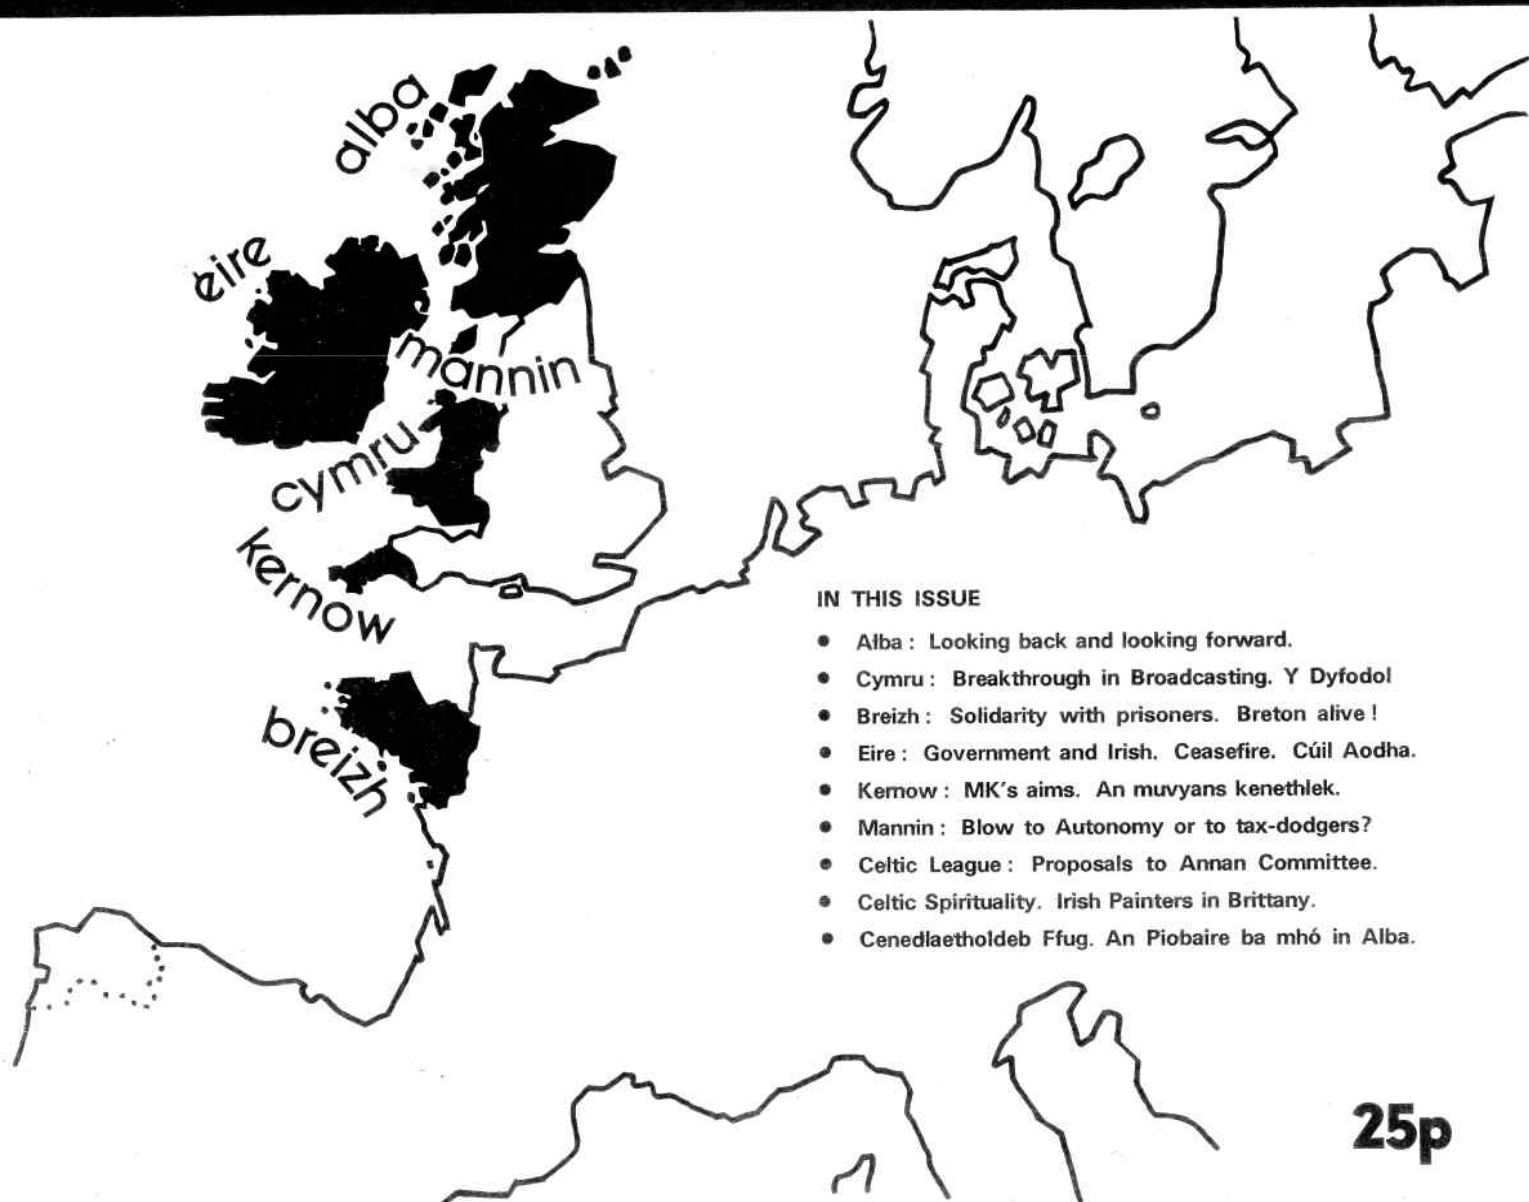 alba
éire
mannin
cymru
kernow
breizh
IN THIS ISSUE
• Alba : Looking back and looking forward.
• Cymru : Breakthrough in Broadcasting. Y Dyfodol
• Breizh : Solidarity with prisoners. Breton alive !
• Eire : Government and Irish. Ceasefire. Cúil Aodha.
• Kernow : MK's aims. An muvyans kenethlek.
• Mannin : Blow to Autonomy or to tax-dodgers?
• Celtic League : Proposals to Annan Committee.
• Celtic Spirituality. Irish Painters in Brittany.
• Cenedlaetholdeb Ffug. An Piobaire ba mhó in Alba.
25p